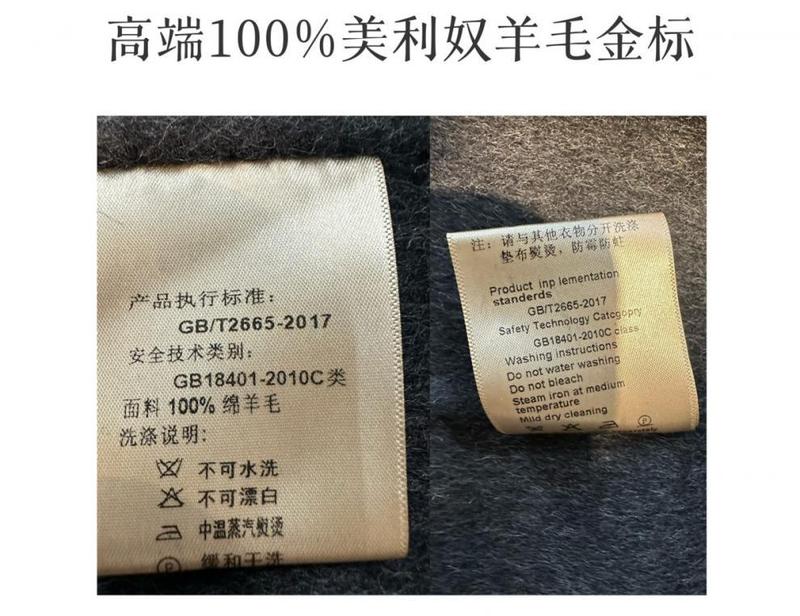 高端100%美利奴羊毛金标
产品执行标准：
GB/T2665-2017
安全技术类别：
GB18401-2010C 类
面料 100% 绵羊毛
洗涤说明：
不可水洗
不可漂白
中温蒸汽熨烫
缓和干洗
注：请与其他衣物分开洗涤
垫布熨烫，防霉防蛀
Product inp lementation
standerds
GB/T2665-2017
Safety Technology Catcgopry
GB18401-2010C class
Washing instructions
Do not water washing
Do not bleach
Steam iron at medium
temperature
Mild dry cleaning